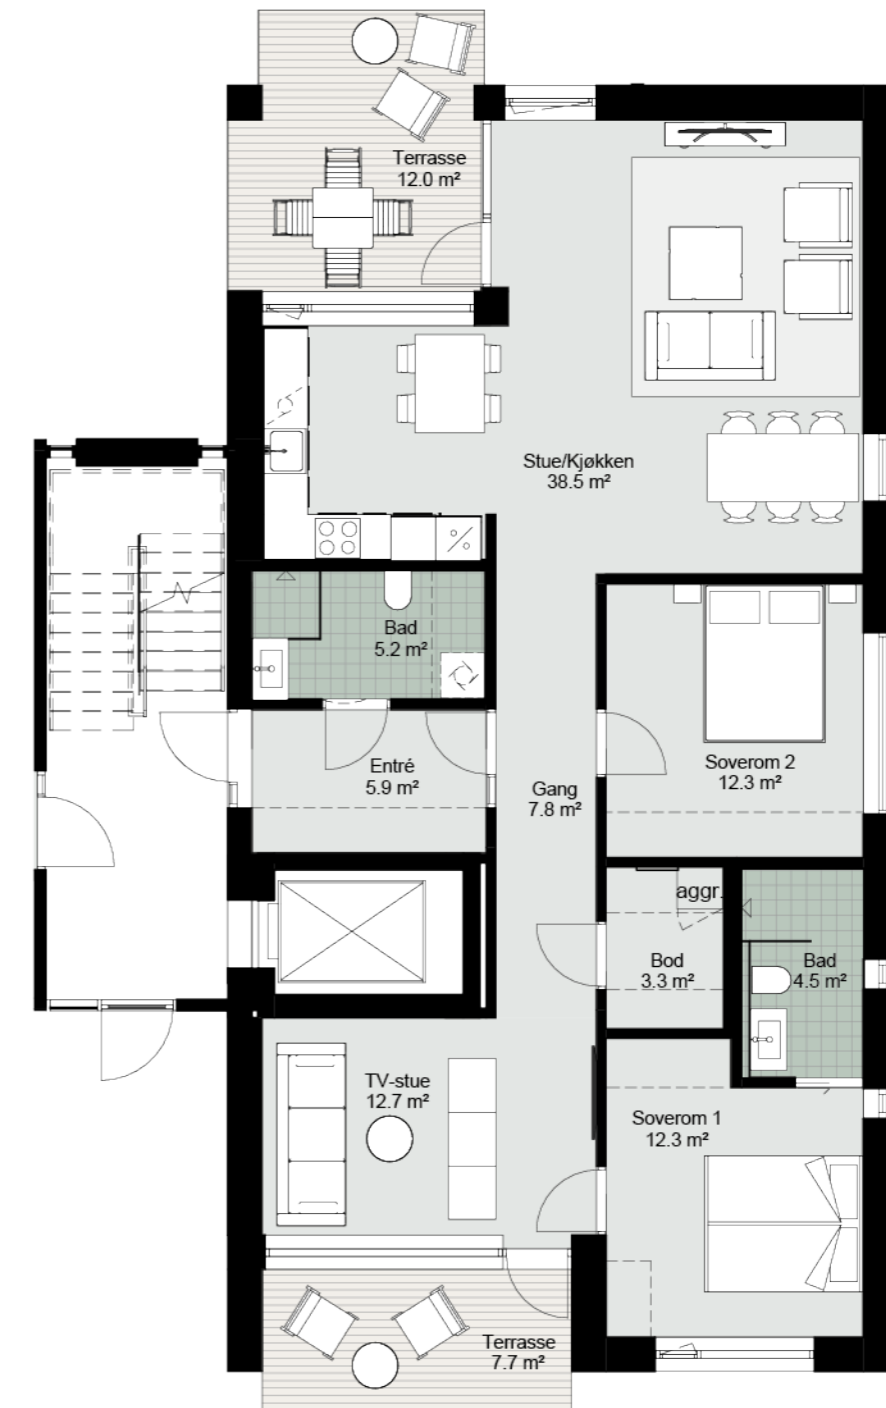 Terrasse
12.0 m²
Stue/Kjøkken
38.5 m²
Bad
5.2 m²
Entré
5.9 m²
Gang
7.8 m²
Soverom 2
12.3 m²
aggr.
Bod
3.3 m²
Bad
4.5 m²
TV-stue
12.7 m²
Soverom 1
12.3 m²
Terrasse
7.7 m²